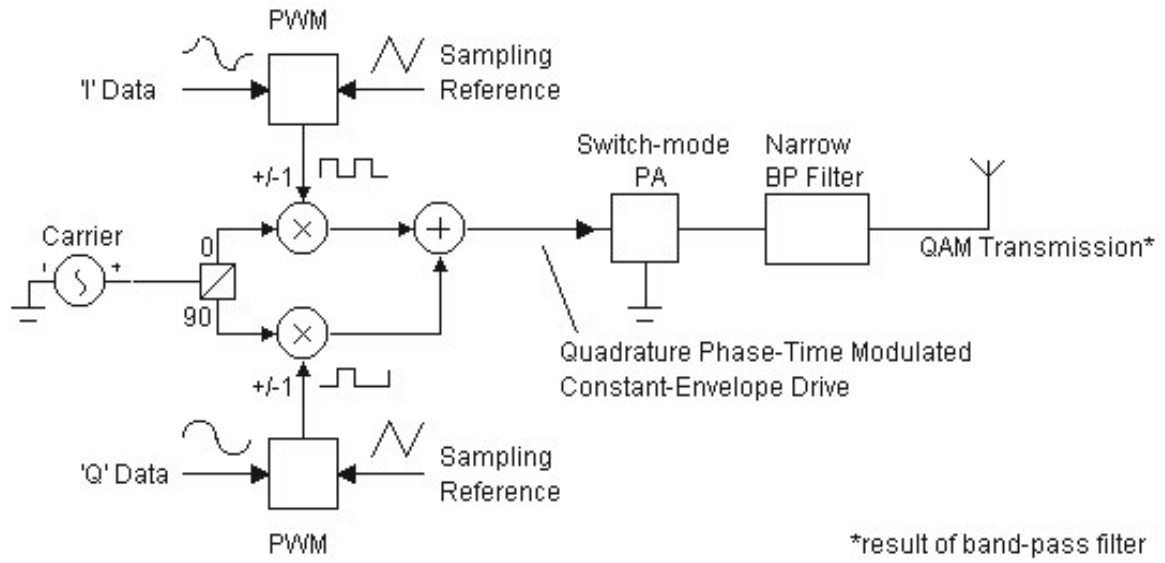 PWM
Sampling
Reference
'I' Data
+/-1
Switch-mode
PA
Narrow
BP Filter
Carrier
- +
0
90
QAM Transmission*
+/-1
Quadrature Phase-Time Modulated
Constant-Envelope Drive
'Q' Data
Sampling
Reference
PWM
*result of band-pass filter